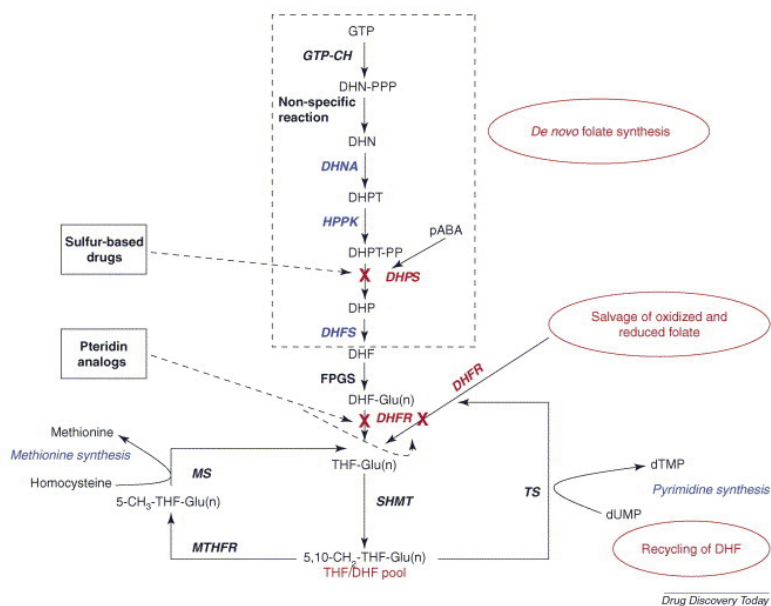 GTP
GTP-CH
DHN-PPP
Non-specific
reaction
DHN
De novo folate synthesis
DHNA
DHPT
HPPK
pABA
DHPT-PP
Sulfur-based
drugs
X DHPS
DHP
DHFS
Salvage of oxidized and
reduced folate
DHF
Pteridin
analogs
FPGS
DHFR
DHF-Glu(n)
X DHFR X
Methionine
Methionine synthesis
MS
THF-Glu(n)
dTMP
Homocysteine
TS
Pyrimidine synthesis
5-CH3-THF-Glu(n)
SHMT
dUMP
MTHFR
5,10-CH2-THF-Glu(n)
THF/DHF pool
Recycling of DHF
Drug Discovery Today